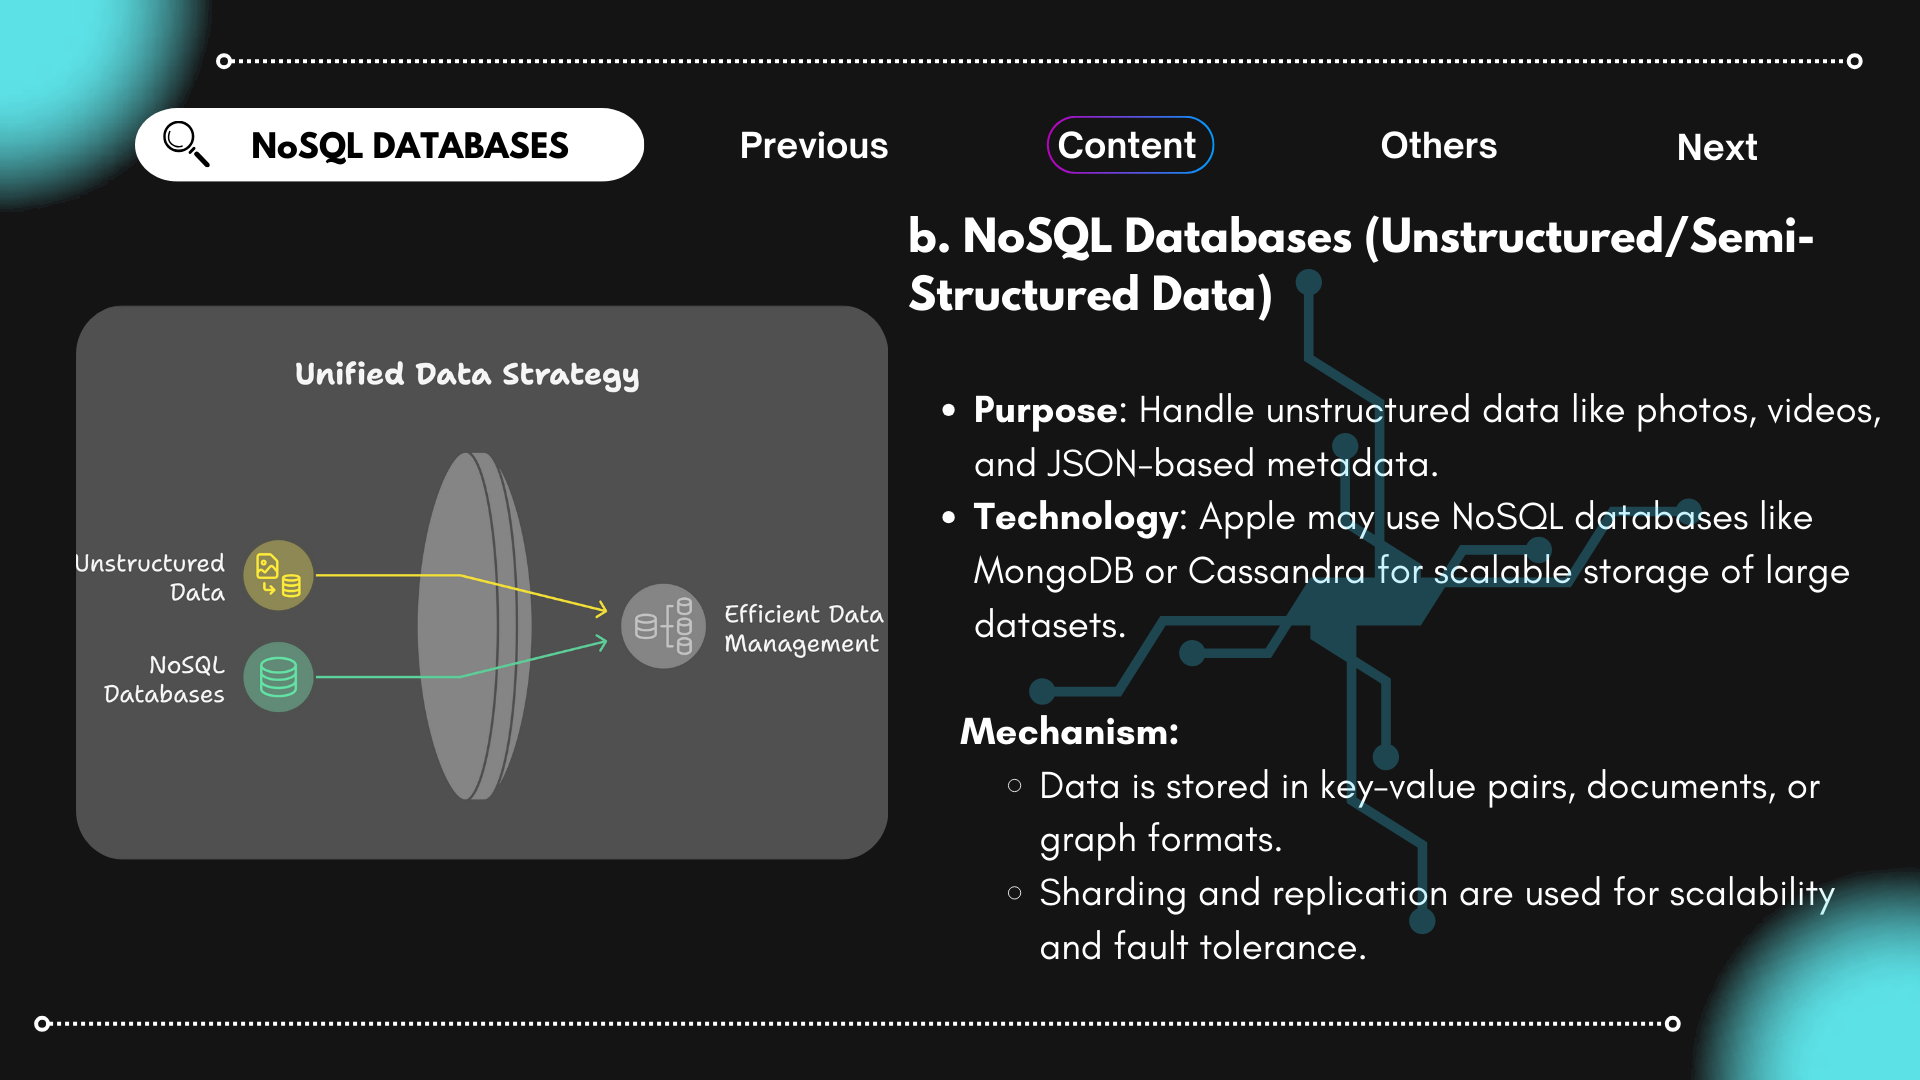 NoSQL DATABASES
Previous
Content
Others
Next
b. NoSQL Databases (Unstructured/Semi-
Structured Data)
Unified Data Strategy
Unstructured
Data
NoSQL
Databases
Efficient Data
Management
• Purpose: Handle unstructured data like photos, videos,
and JSON-based metadata.
• Technology: Apple may use NoSQL databases like
MongoDB or Cassandra for scalable storage of large
datasets.
Mechanism:
○ Data is stored in key-value pairs, documents, or
graph formats.
○ Sharding and replication are used for scalability
and fault tolerance.